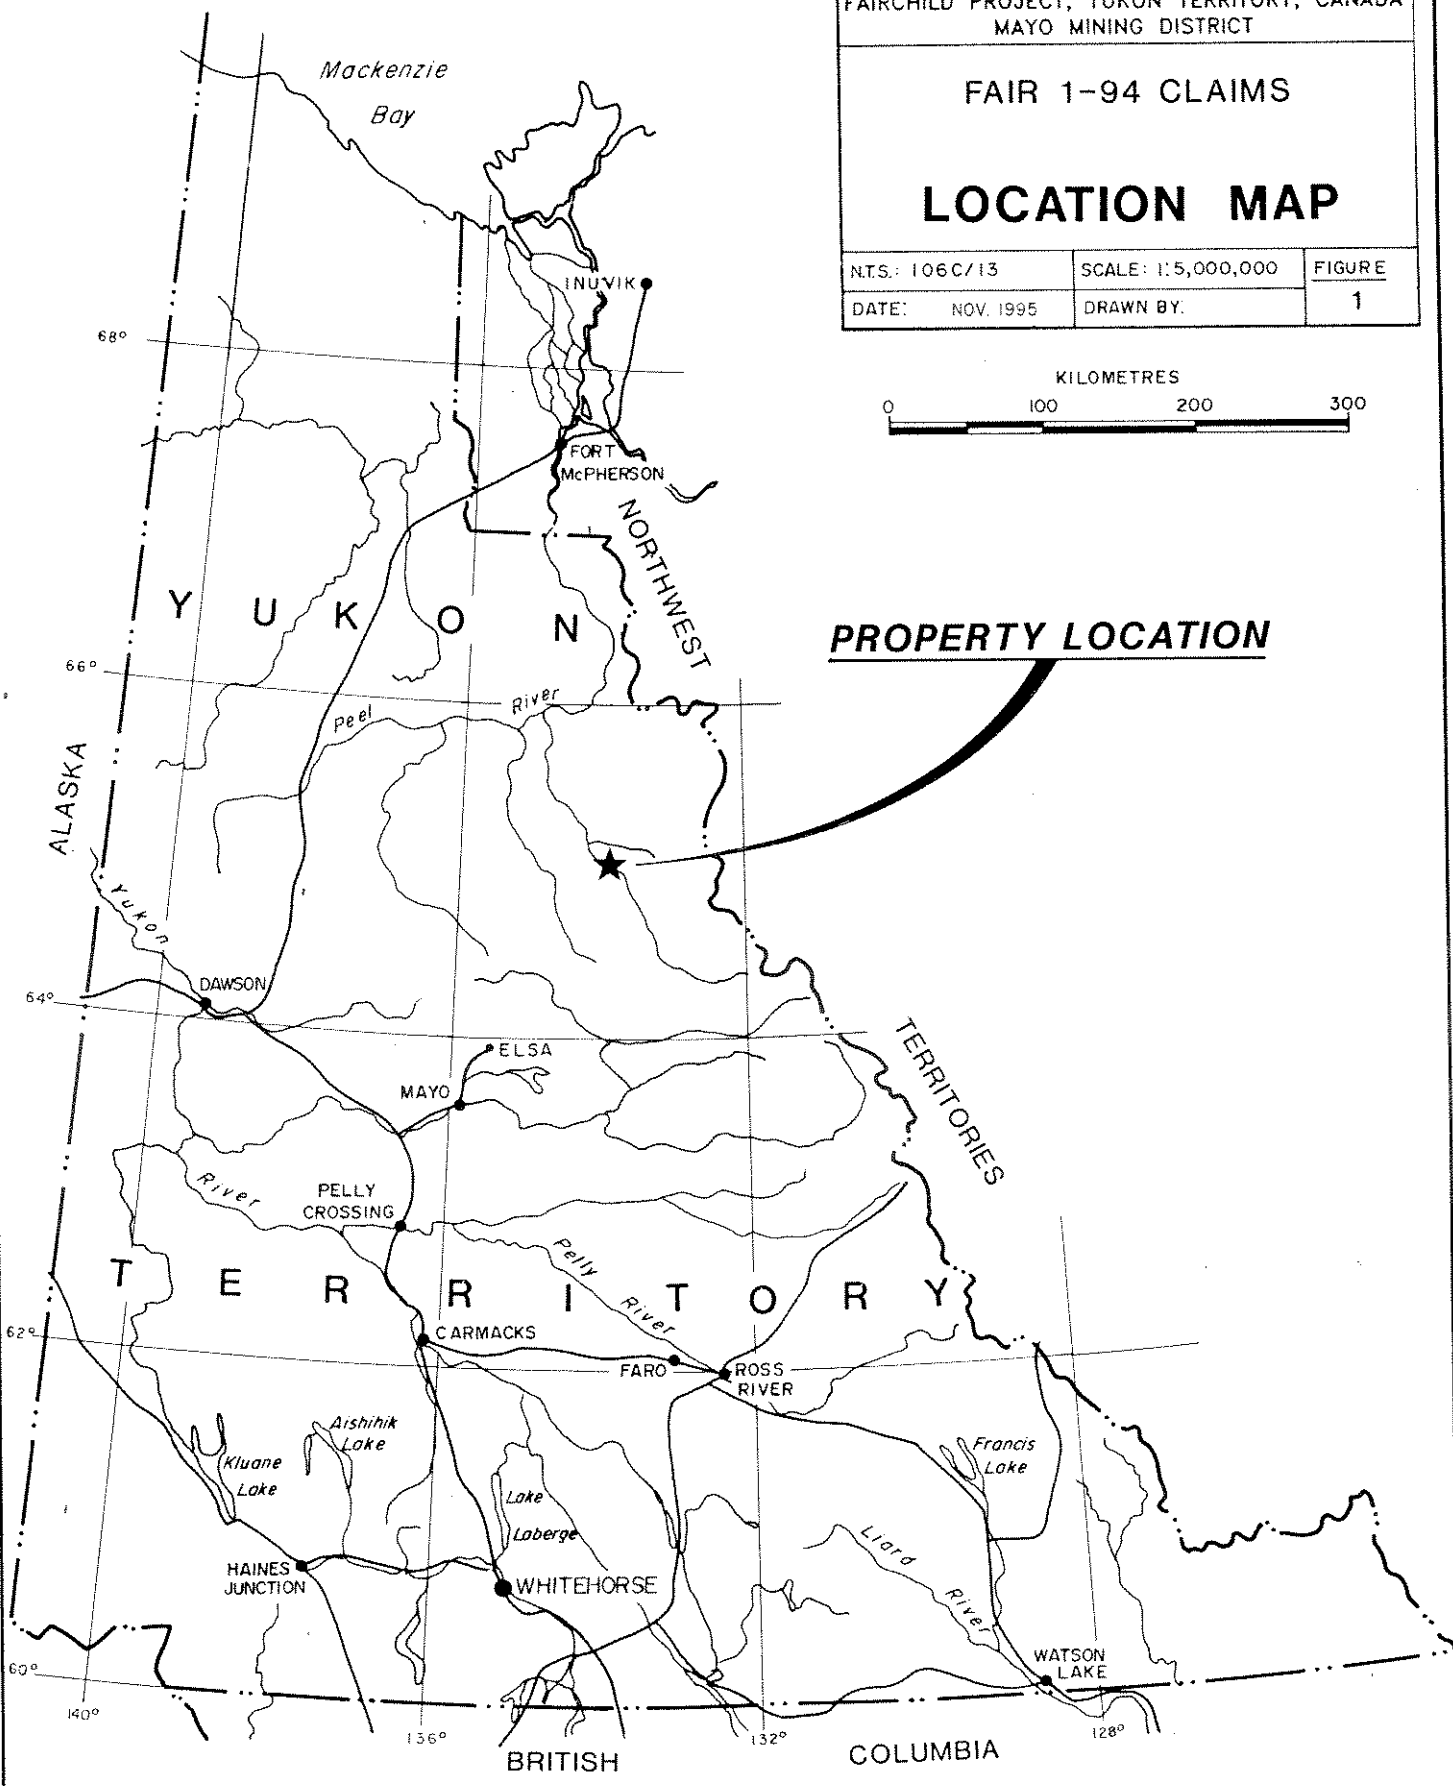 FAIRCHILD PROJECT, YUKON TERRITORY, CANADA
MAYO MINING DISTRICT
FAIR 1-94 CLAIMS
LOCATION MAP
N.T.S.: 106C/13
SCALE: 1:5,000,000
FIGURE
1
DATE: NOV. 1995
DRAWN BY:
KILOMETRES
0 100 200 300
Mackenzie
Bay
INUVIK
68°
FORT
McPHERSON
NORTHWEST
YUKON
PROPERTY LOCATION
66°
Peel River
ALASKA
Yukon
DAWSON
64°
ELSA
MAYO
TERRITORIES
River
PELLY
CROSSING
Pelly
River
TERRITORY
62°
CARMACKS
FARO
ROSS
RIVER
Aishihik
Lake
Kluane
Lake
Francis
Lake
Lake
Laberge
Liard
River
HAINES
JUNCTION
WHITEHORSE
WATSON
LAKE
60°
140°
136°
132°
128°
BRITISH COLUMBIA